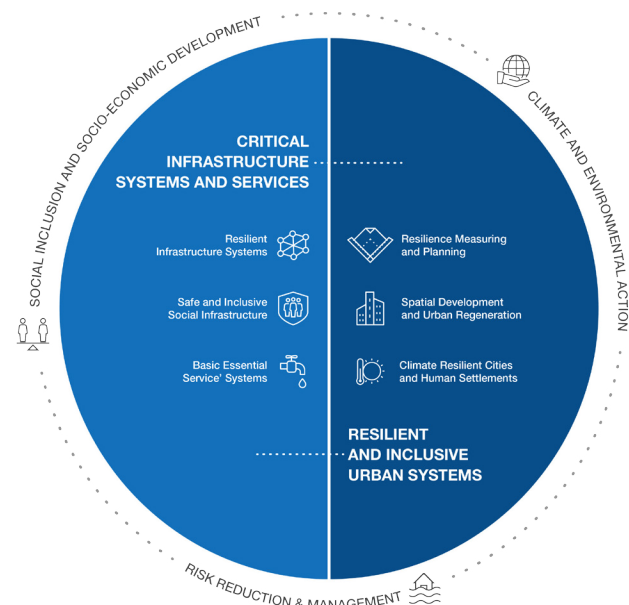 SOCIAL INCLUSION AND SOCIO-ECONOMIC DEVELOPMENT
CLIMATE AND ENVIRONMENTAL ACTION
CRITICAL
INFRASTRUCTURE
SYSTEMS AND SERVICES
Resilient
Infrastructure Systems
Safe and Inclusive
Social Infrastructure
Basic Essential
Service' Systems
Resilience Measuring
and Planning
Spatial Development
and Urban Regeneration
Climate Resilient Cities
and Human Settlements
RESILIENT
AND INCLUSIVE
URBAN SYSTEMS
RISK REDUCTION & MANAGEMENT